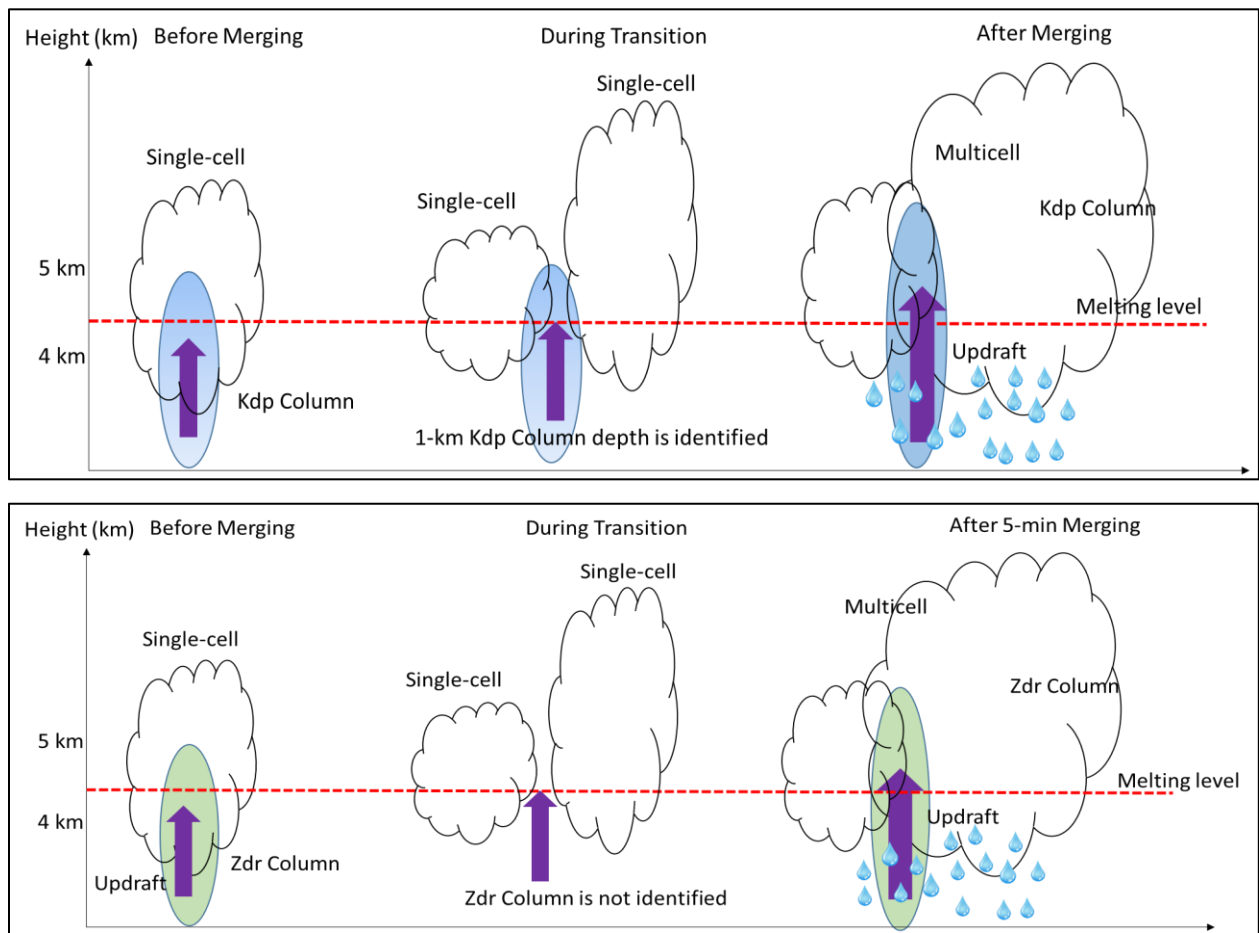 Height (km)
Before Merging
During Transition
After Merging
Single-cell
Single-cell
Multicell
Single-cell
Kdp Column
5 km
Melting level
4 km
Updraft
Kdp Column
1-km Kdp Column depth is identified
Height (km)
Before Merging
During Transition
After 5-min Merging
Single-cell
Multicell
Single-cell
Single-cell
Zdr Column
5 km
Melting level
4 km
Updraft
Zdr Column
Updraft
Zdr Column is not identified